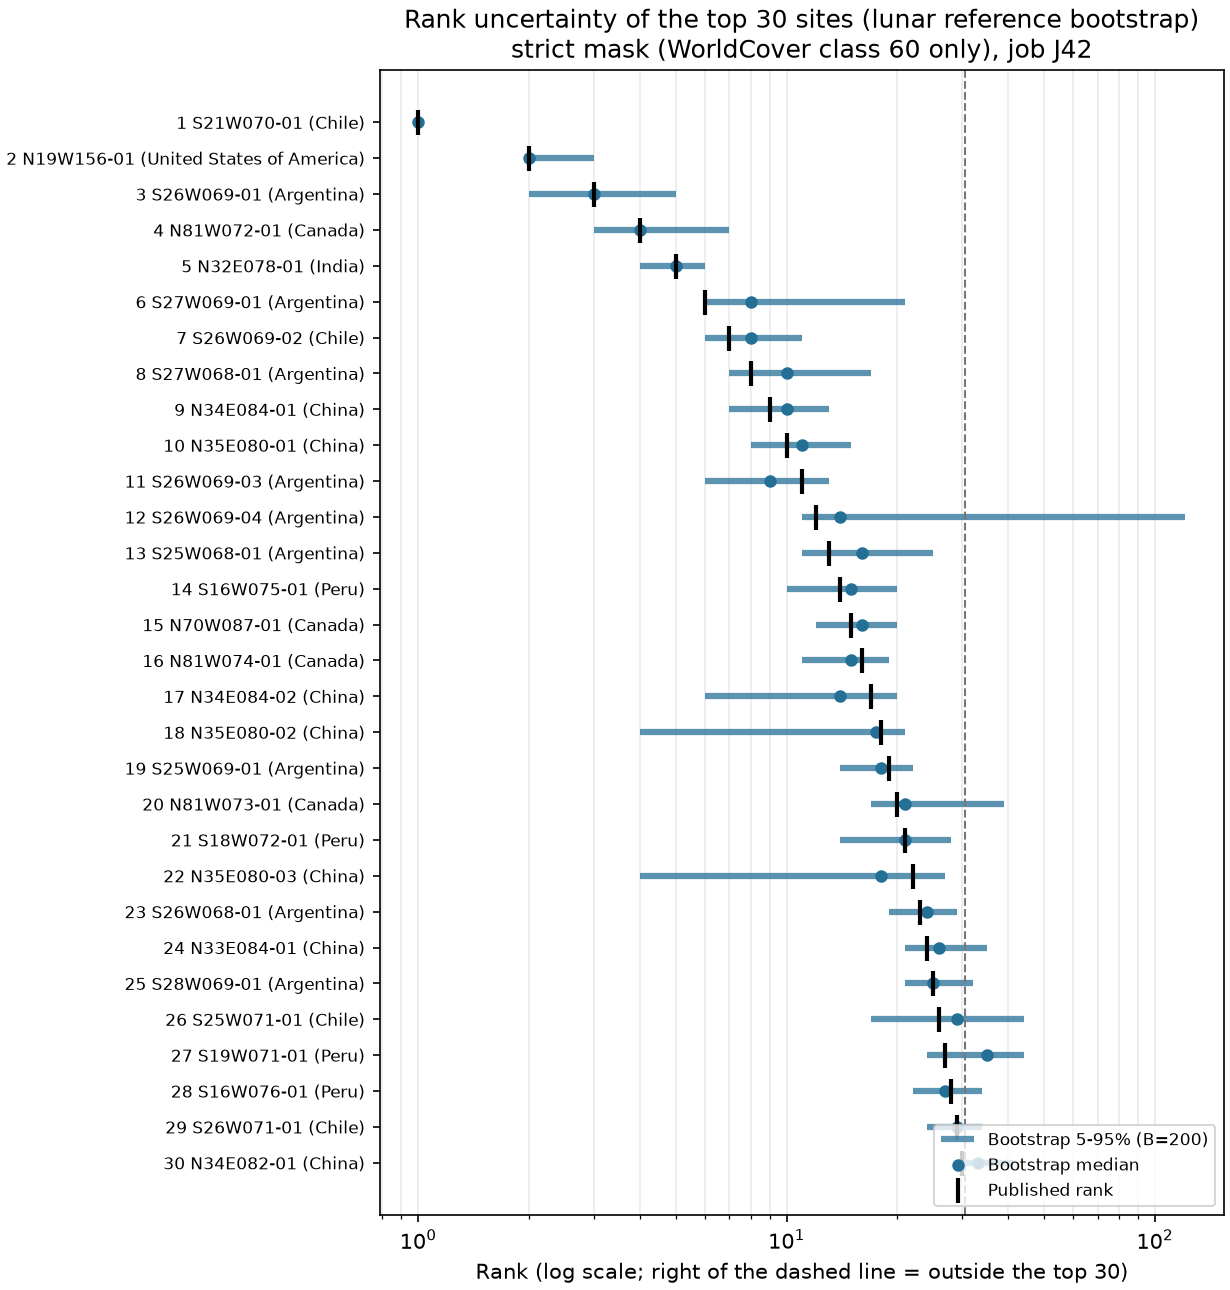 Rank uncertainty of the top 30 sites (lunar reference bootstrap)
strict mask (WorldCover class 60 only), job J42
1 S21W070-01 (Chile)
2 N19W156-01 (United States of America)
3 S26W069-01 (Argentina)
4 N81W072-01 (Canada)
5 N32E078-01 (India)
6 S27W069-01 (Argentina)
7 S26W069-02 (Chile)
8 S27W068-01 (Argentina)
9 N34E084-01 (China)
10 N35E080-01 (China)
11 S26W069-03 (Argentina)
12 S26W069-04 (Argentina)
13 S25W068-01 (Argentina)
14 S16W075-01 (Peru)
15 N70W087-01 (Canada)
16 N81W074-01 (Canada)
17 N34E084-02 (China)
18 N35E080-02 (China)
19 S25W069-01 (Argentina)
20 N81W073-01 (Canada)
21 S18W072-01 (Peru)
22 N35E080-03 (China)
23 S26W068-01 (Argentina)
24 N33E084-01 (China)
25 S28W069-01 (Argentina)
26 S25W071-01 (Chile)
27 S19W071-01 (Peru)
28 S16W076-01 (Peru)
29 S26W071-01 (Chile)
30 N34E082-01 (China)
Bootstrap 5-95% (B=200)
Bootstrap median
Published rank
10⁰ 10¹ 10²
Rank (log scale; right of the dashed line = outside the top 30)